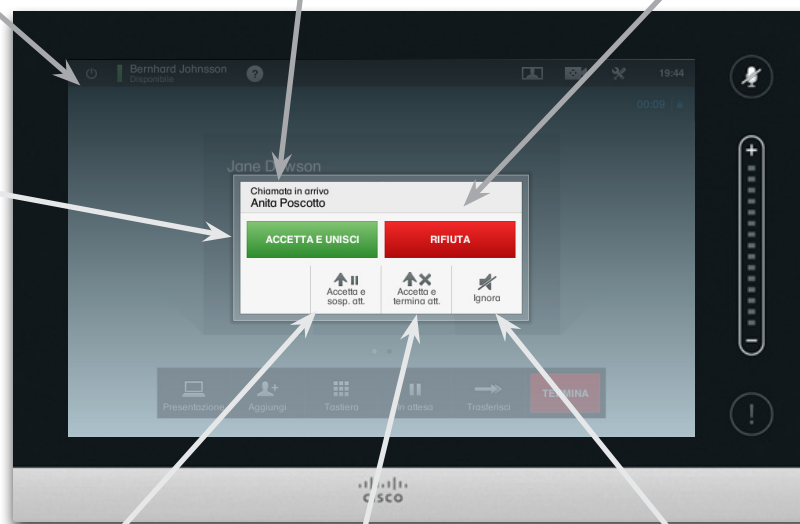 Bernhard Johnsson
Disponibile
?
19:44
00:09
Jane Dawson
Chiamata in arrivo
Anita Poscotto
ACCETTA E UNISCI
RIFIUTA
Accetta e
sosp. att.
Accetta e
termina att.
Ignora
Presentazione
Aggiungi
Tastiera
In attesa
Trasferisci
TERMINA
+
−
!
CISCO